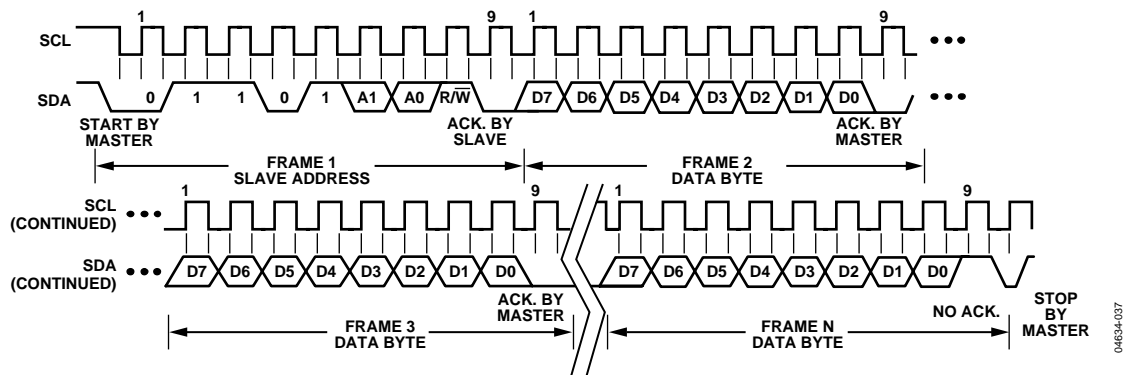 1 9 1 9
SCL
SDA 0 1 1 0 1 A1 A0 R/W̅ D7 D6 D5 D4 D3 D2 D1 D0
START BY MASTER
ACK. BY SLAVE
ACK. BY MASTER
FRAME 1
SLAVE ADDRESS
FRAME 2
DATA BYTE
1 9 1 9
SCL
(CONTINUED)
SDA
(CONTINUED) D7 D6 D5 D4 D3 D2 D1 D0 D7 D6 D5 D4 D3 D2 D1 D0
ACK. BY
MASTER
NO ACK.
STOP
BY
MASTER
FRAME 3
DATA BYTE
FRAME N
DATA BYTE
04634-037